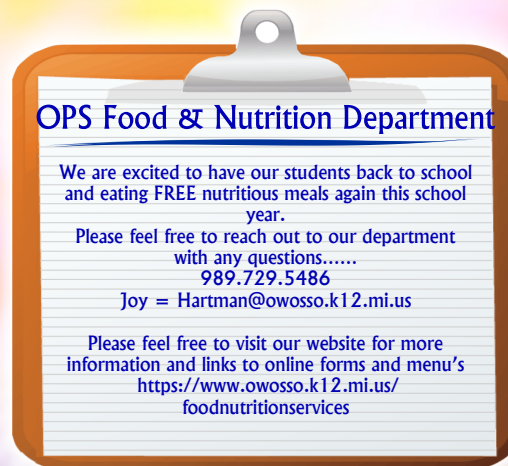 OPS Food & Nutrition Department
We are excited to have our students back to school
and eating FREE nutritious meals again this school
year.
Please feel free to reach out to our department
with any questions......
989.729.5486
Joy = Hartman@owosso.k12.mi.us
Please feel free to visit our website for more
information and links to online forms and menu's
https://www.owosso.k12.mi.us/
foodnutritionservices